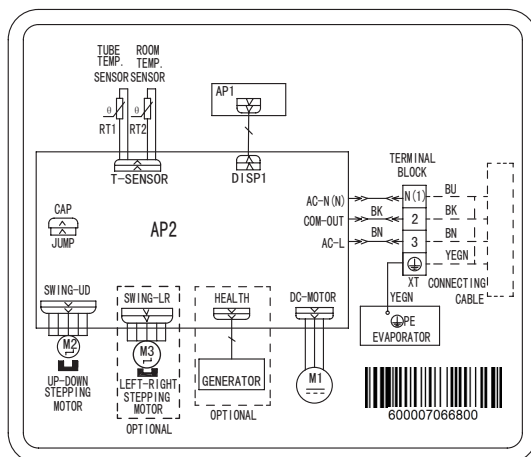 TUBE TEMP. SENSOR
ROOM TEMP. SENSOR
θ
RT1
θ
RT2
AP1
T-SENSOR
DISP1
TERMINAL BLOCK
CAP
JUMP
AP2
AC-N(N)
N(1)
BU
COM-OUT
BK
2
BK
AC-L
BN
3
BN
YEGN
XT
CONNECTING CABLE
YEGN
PE
EVAPORATOR
SWING-UD
SWING-LR
HEALTH
DC-MOTOR
M2
M3
GENERATOR
M1
UP-DOWN STEPPING MOTOR
LEFT-RIGHT STEPPING MOTOR
OPTIONAL
OPTIONAL
600007066800